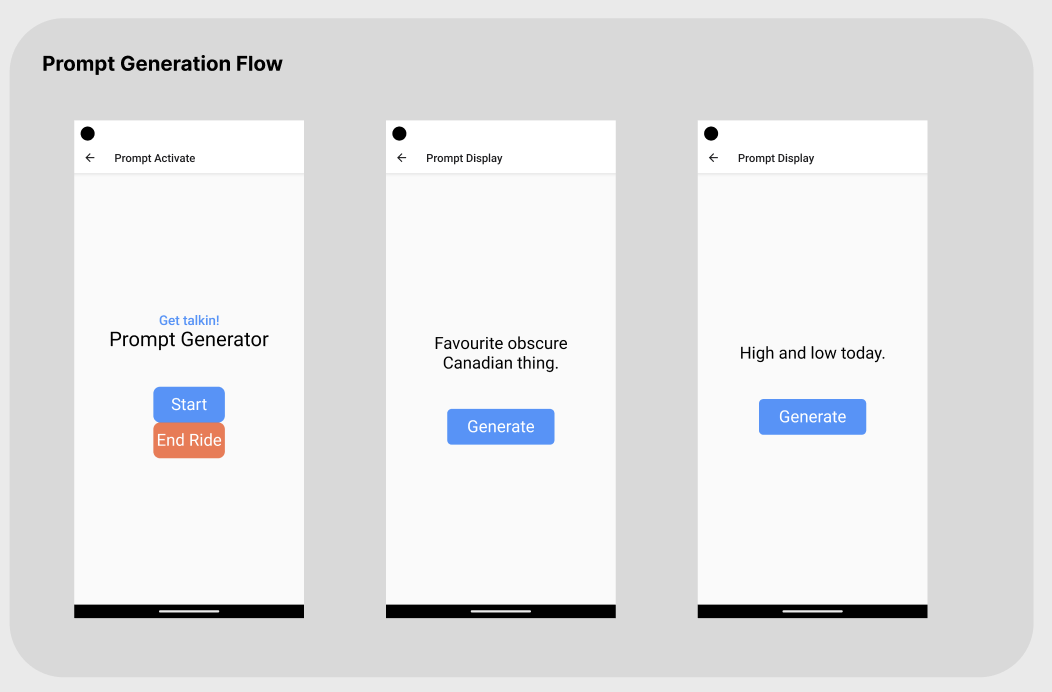 Prompt Generation Flow
Prompt Activate
Get talkin!
Prompt Generator
Start
End Ride
Prompt Display
Favourite obscure
Canadian thing.
Generate
Prompt Display
High and low today.
Generate